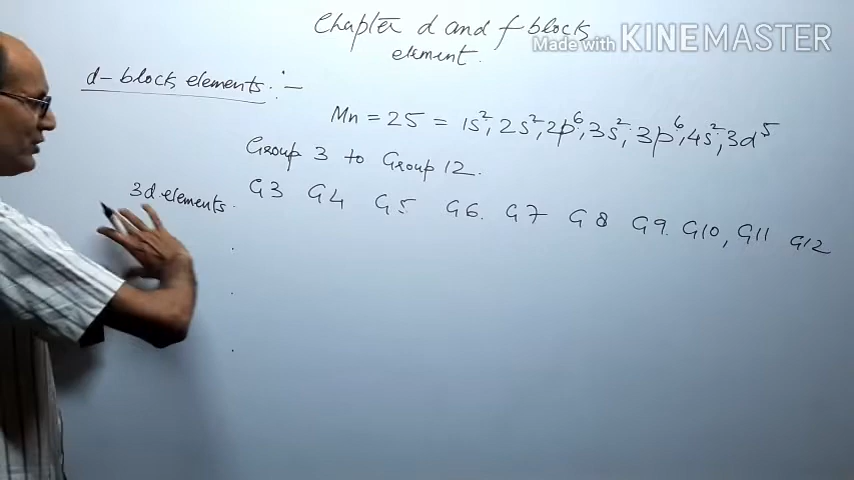 Chapter d and f blocks
element.
Made with KINEMASTER
d-block elements :-
Mn = 25 = 1s², 2s², 2p⁶, 3s², 3p⁶, 4s², 3d⁵
Group 3 to Group 12.
3d elements. G3 G4 G5 G6. G7 G8 G9 G10, G11 G12